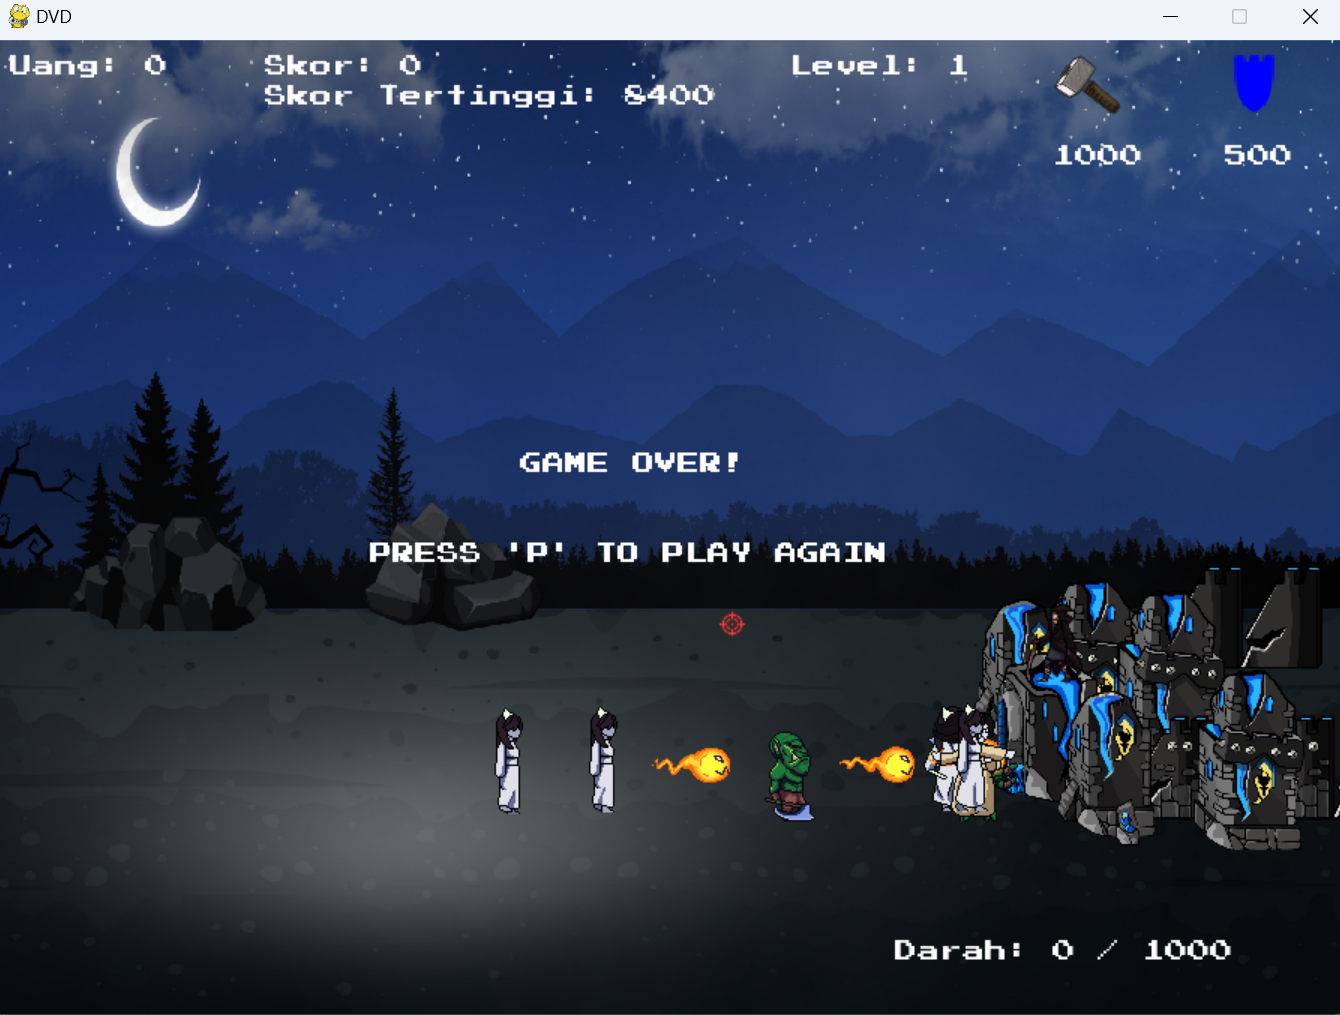 DVD
Uang: 0
Skor: 0
Level: 1
Skor Tertinggi: 8400
1000
500
GAME OVER!
PRESS 'P' TO PLAY AGAIN
Darah: 0 / 1000